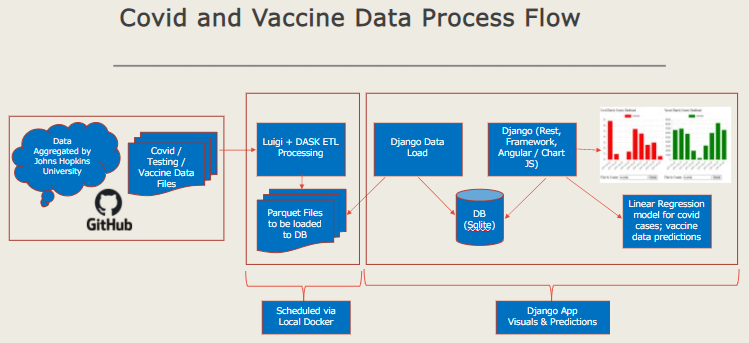 Covid and Vaccine Data Process Flow
Data
Aggregated by
Johns Hopkins
University
Covid /
Testing /
Vaccine Data
Files
GitHub
Luigi + DASK ETL
Processing
Parquet Files
to be loaded
to DB
Django Data
Load
Django (Rest,
Framework,
Angular / Chart
JS)
DB
(Sqlite)
Linear Regression
model for covid
cases; vaccine
data predictions
Scheduled via
Local Docker
Django App
Visuals & Predictions